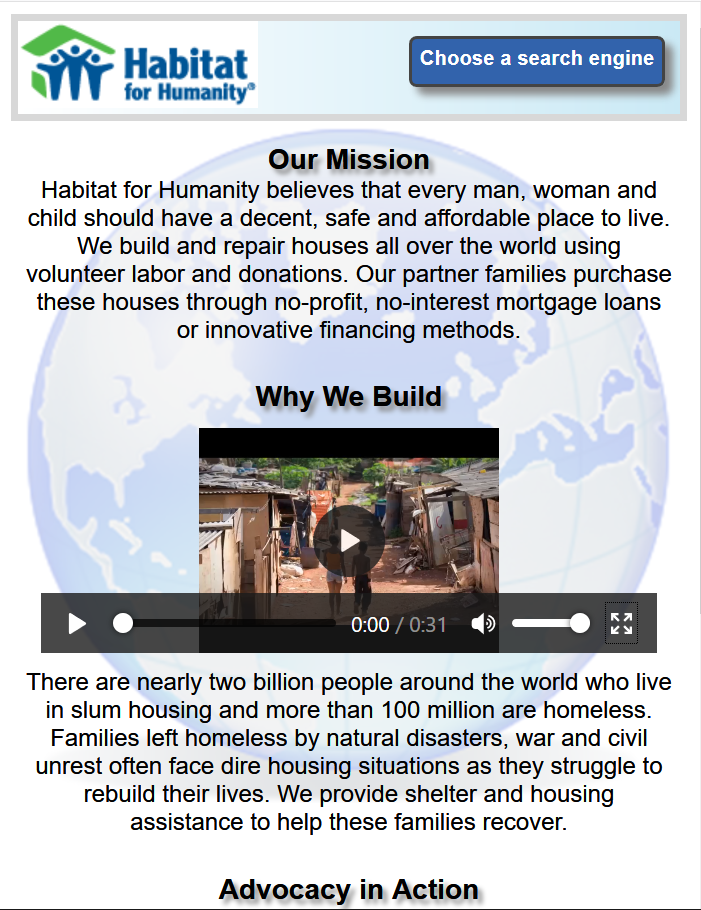 Habitat
for Humanity®
Choose a search engine
Our Mission
Habitat for Humanity believes that every man, woman and
child should have a decent, safe and affordable place to live.
We build and repair houses all over the world using
volunteer labor and donations. Our partner families purchase
these houses through no-profit, no-interest mortgage loans
or innovative financing methods.
Why We Build
0:00 / 0:31
There are nearly two billion people around the world who live
in slum housing and more than 100 million are homeless.
Families left homeless by natural disasters, war and civil
unrest often face dire housing situations as they struggle to
rebuild their lives. We provide shelter and housing
assistance to help these families recover.
Advocacy in Action